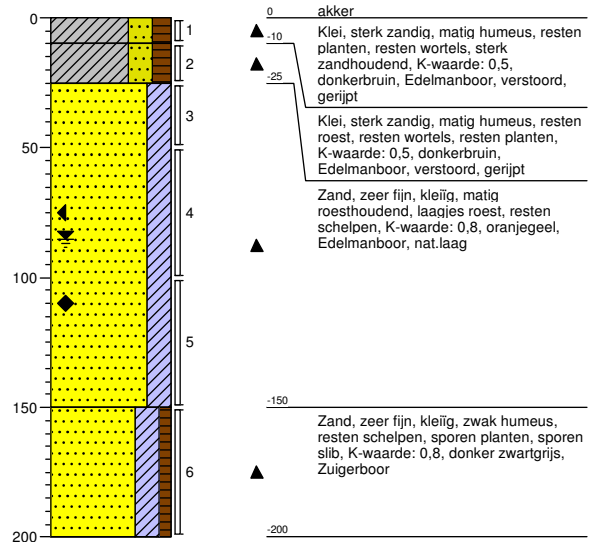 0
50
100
150
200
1
2
3
4
5
6
0
akker
Klei, sterk zandig, matig humeus, resten
planten, resten wortels, sterk
zandhoudend, K-waarde: 0,5,
donkerbruin, Edelmanboor, verstoord,
gerijpt
-10
Klei, sterk zandig, matig humeus, resten
roest, resten wortels, resten planten,
K-waarde: 0,5, donkerbruin,
Edelmanboor, verstoord, gerijpt
-25
Zand, zeer fijn, kleiïg, matig
roesthoudend, laagjes roest, resten
schelpen, K-waarde: 0,8, oranjegeel,
Edelmanboor, nat.laag
-150
Zand, zeer fijn, kleiïg, zwak humeus,
resten schelpen, sporen planten, sporen
slib, K-waarde: 0,8, donker zwartgrijs,
Zuigerboor
-200